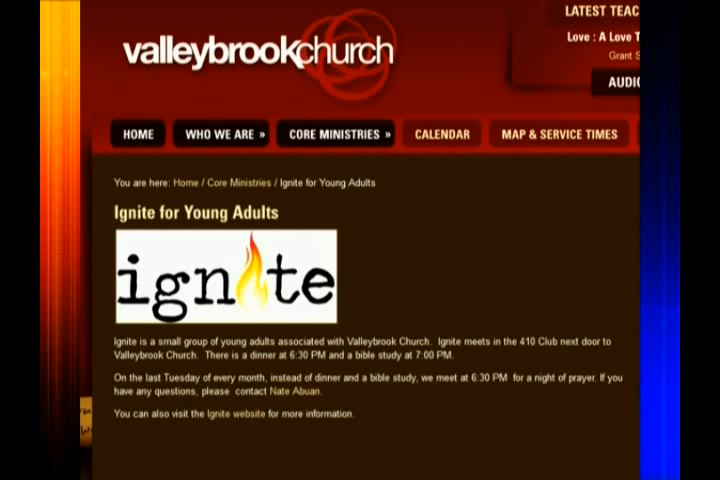 LATEST TEAC
valleybrookchurch
Love : A Love T
Grant S
HOME
WHO WE ARE »
CORE MINISTRIES »
CALENDAR
MAP & SERVICE TIMES
You are here: Home / Core Ministries / Ignite for Young Adults
Ignite for Young Adults
ignite
Ignite is a small group of young adults associated with Valleybrook Church. Ignite meets in the 410 Club next door to
Valleybrook Church. There is a dinner at 6:30 PM and a bible study at 7:00 PM.
On the last Tuesday of every month, instead of dinner and a bible study, we meet at 6:30 PM for a night of prayer. If you
have any questions, please contact Nate Abuan.
You can also visit the Ignite website for more information.